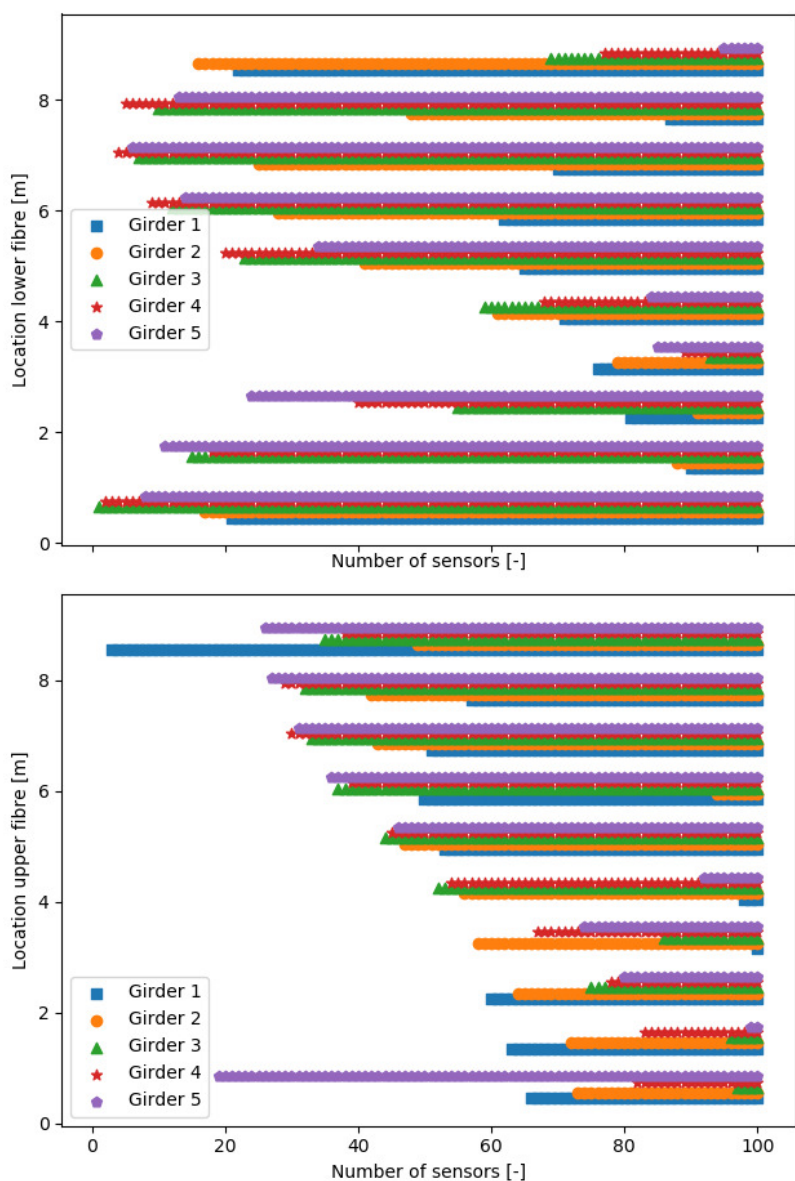 Location lower fibre [m]
8
6
4
2
0
Girder 1
Girder 2
Girder 3
Girder 4
Girder 5
Number of sensors [-]
Location upper fibre [m]
8
6
4
2
0
Girder 1
Girder 2
Girder 3
Girder 4
Girder 5
0 20 40 60 80 100
Number of sensors [-]